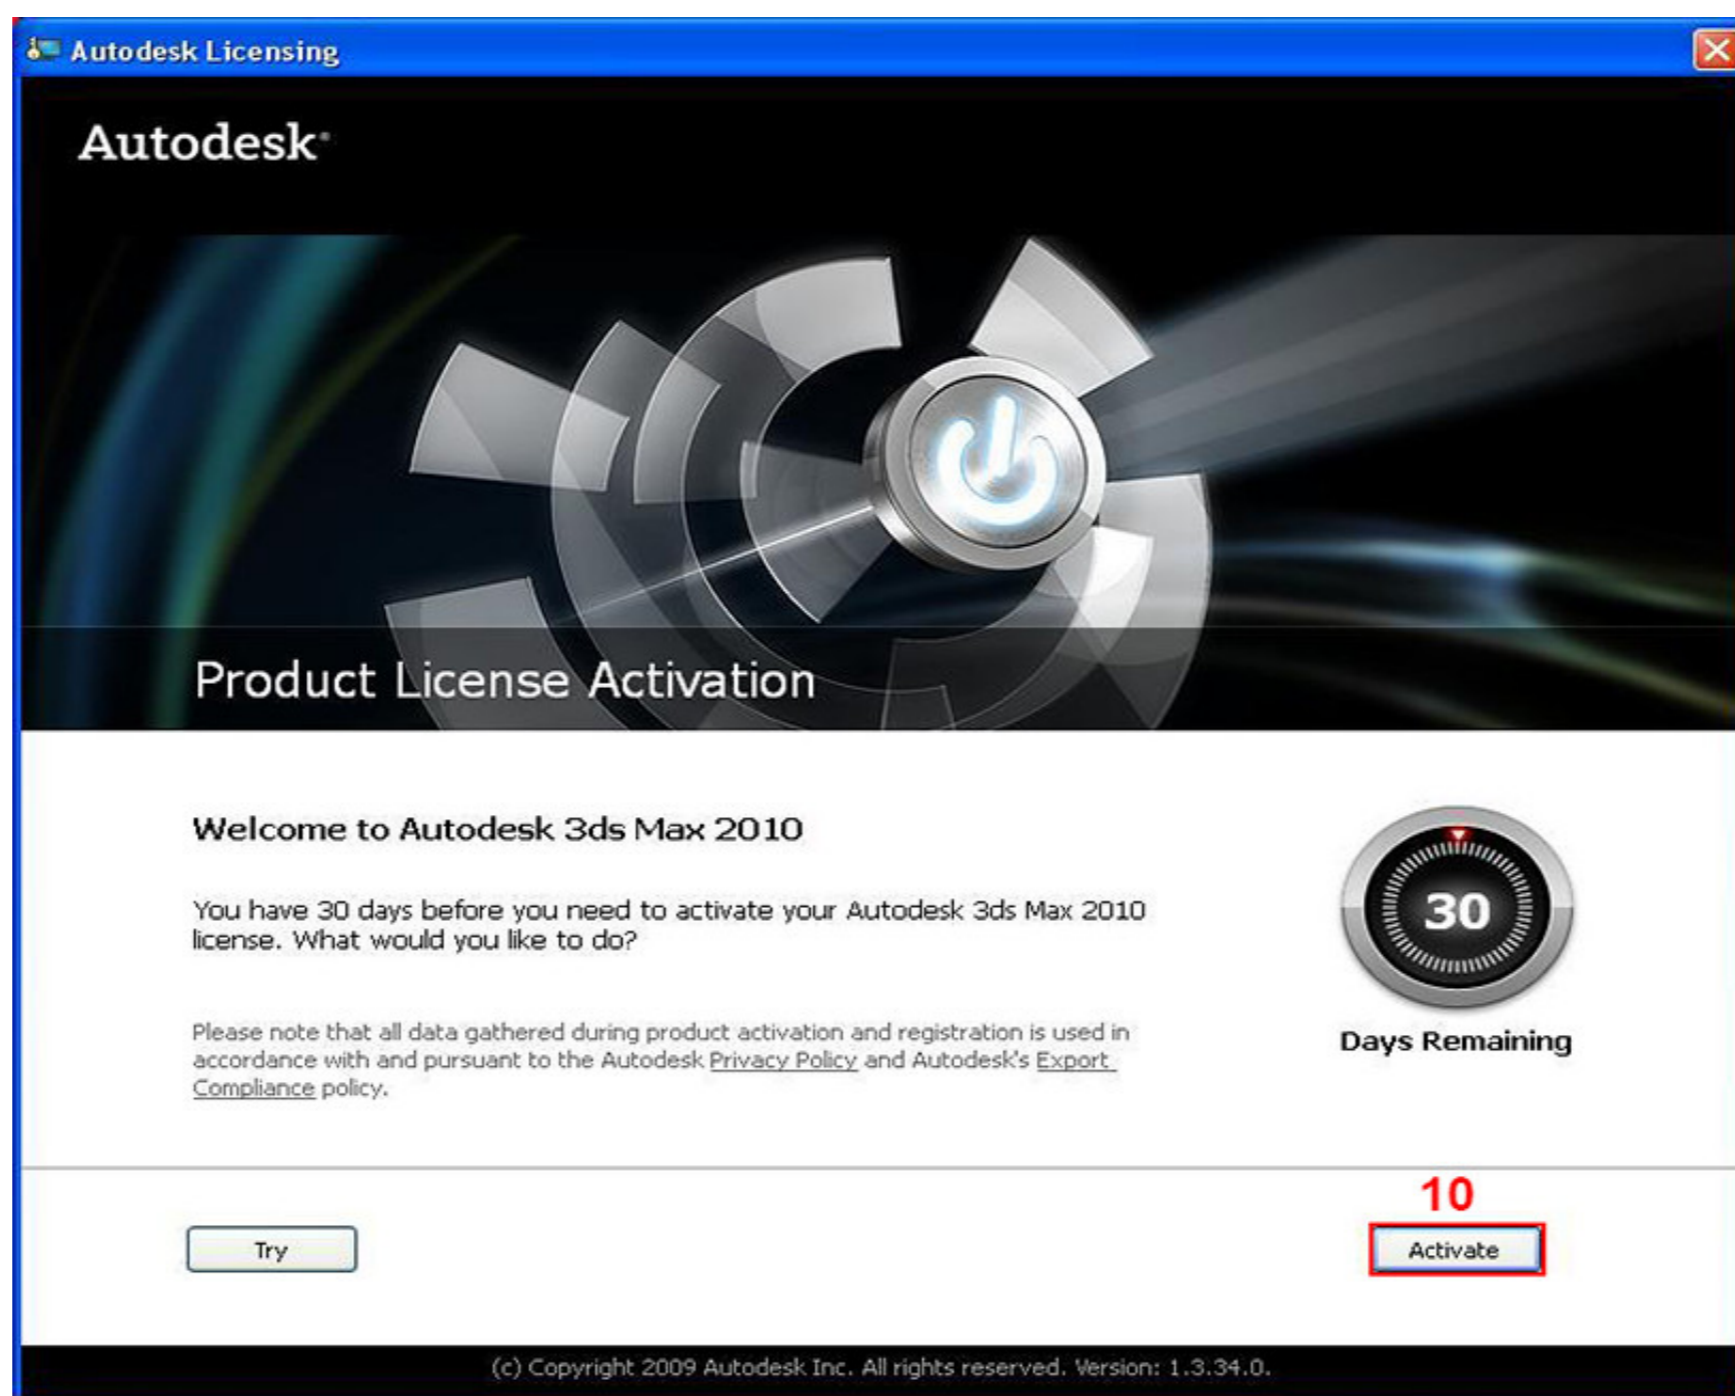 Autodesk Licensing
Autodesk®
Product License Activation
Welcome to Autodesk 3ds Max 2010
You have 30 days before you need to activate your Autodesk 3ds Max 2010
license. What would you like to do?
30
Days Remaining
Please note that all data gathered during product activation and registration is used in
accordance with and pursuant to the Autodesk Privacy Policy and Autodesk's Export
Compliance policy.
10
Try
Activate
(c) Copyright 2009 Autodesk Inc. All rights reserved. Version: 1.3.34.0.